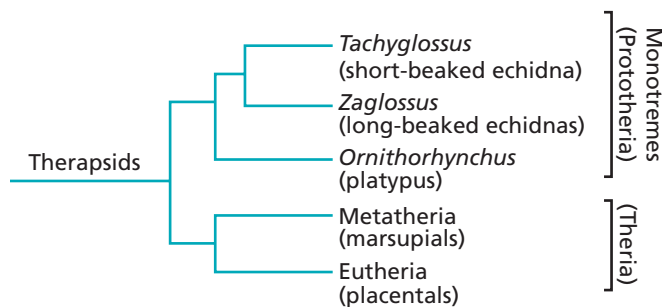 Tachyglossus
(short-beaked echidna)
Zaglossus
(long-beaked echidnas)
Therapsids
Ornithorhynchus
(platypus)
Metatheria
(marsupials)
Eutheria
(placentals)
Monotremes
(Prototheria)
(Theria)